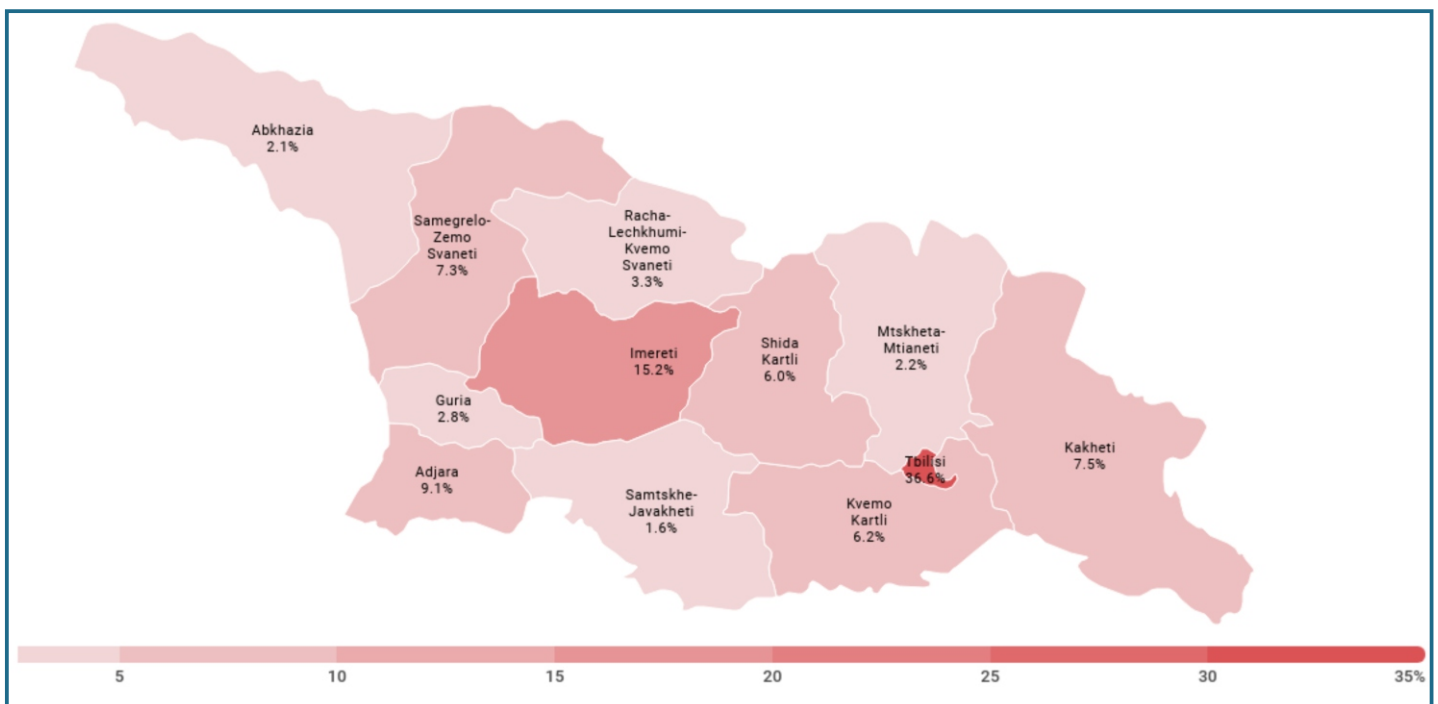 Abkhazia
2.1%
Samegrelo-
Zemo
Svaneti
7.3%
Racha-
Lechkhumi-
Kvemo
Svaneti
3.3%
Imereti
15.2%
Shida
Kartli
6.0%
Mtskheta-
Mtianeti
2.2%
Guria
2.8%
Adjara
9.1%
Samtskhe-
Javakheti
1.6%
Tbilisi
36.6%
Kvemo
Kartli
6.2%
Kakheti
7.5%
5 10 15 20 25 30 35%